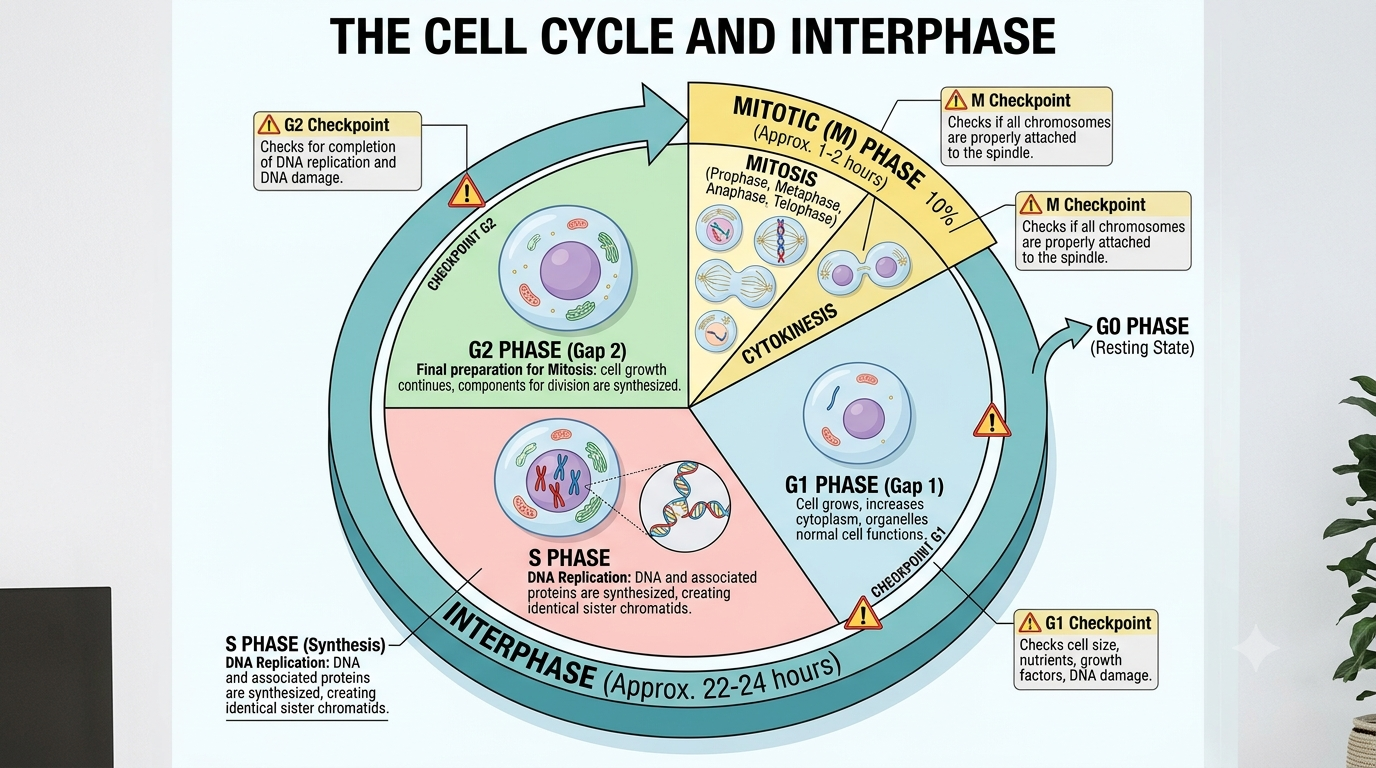 THE CELL CYCLE AND INTERPHASE
G2 Checkpoint
Checks for completion
of DNA replication and
DNA damage.
MITOTIC (M) PHASE
(Approx. 1-2 hours)
10%
M Checkpoint
Checks if all chromosomes
are properly attached
to the spindle.
M Checkpoint
Checks if all chromosomes
are properly attached
to the spindle.
MITOSIS
(Prophase, Metaphase,
Anaphase, Telophase)
CYTOKINESIS
CHECKPOINT G2
G2 PHASE (Gap 2)
Final preparation for Mitosis: cell growth
continues, components for division are synthesized.
G0 PHASE
(Resting State)
G1 PHASE (Gap 1)
Cell grows, increases
cytoplasm, organelles
normal cell functions.
CHECKPOINT G1
G1 Checkpoint
Checks cell size,
nutrients, growth
factors, DNA damage.
S PHASE
DNA Replication: DNA and associated
proteins are synthesized, creating
identical sister chromatids.
S PHASE (Synthesis)
DNA Replication: DNA
and associated proteins
are synthesized, creating
identical sister chromatids.
INTERPHASE (Approx. 22-24 hours)